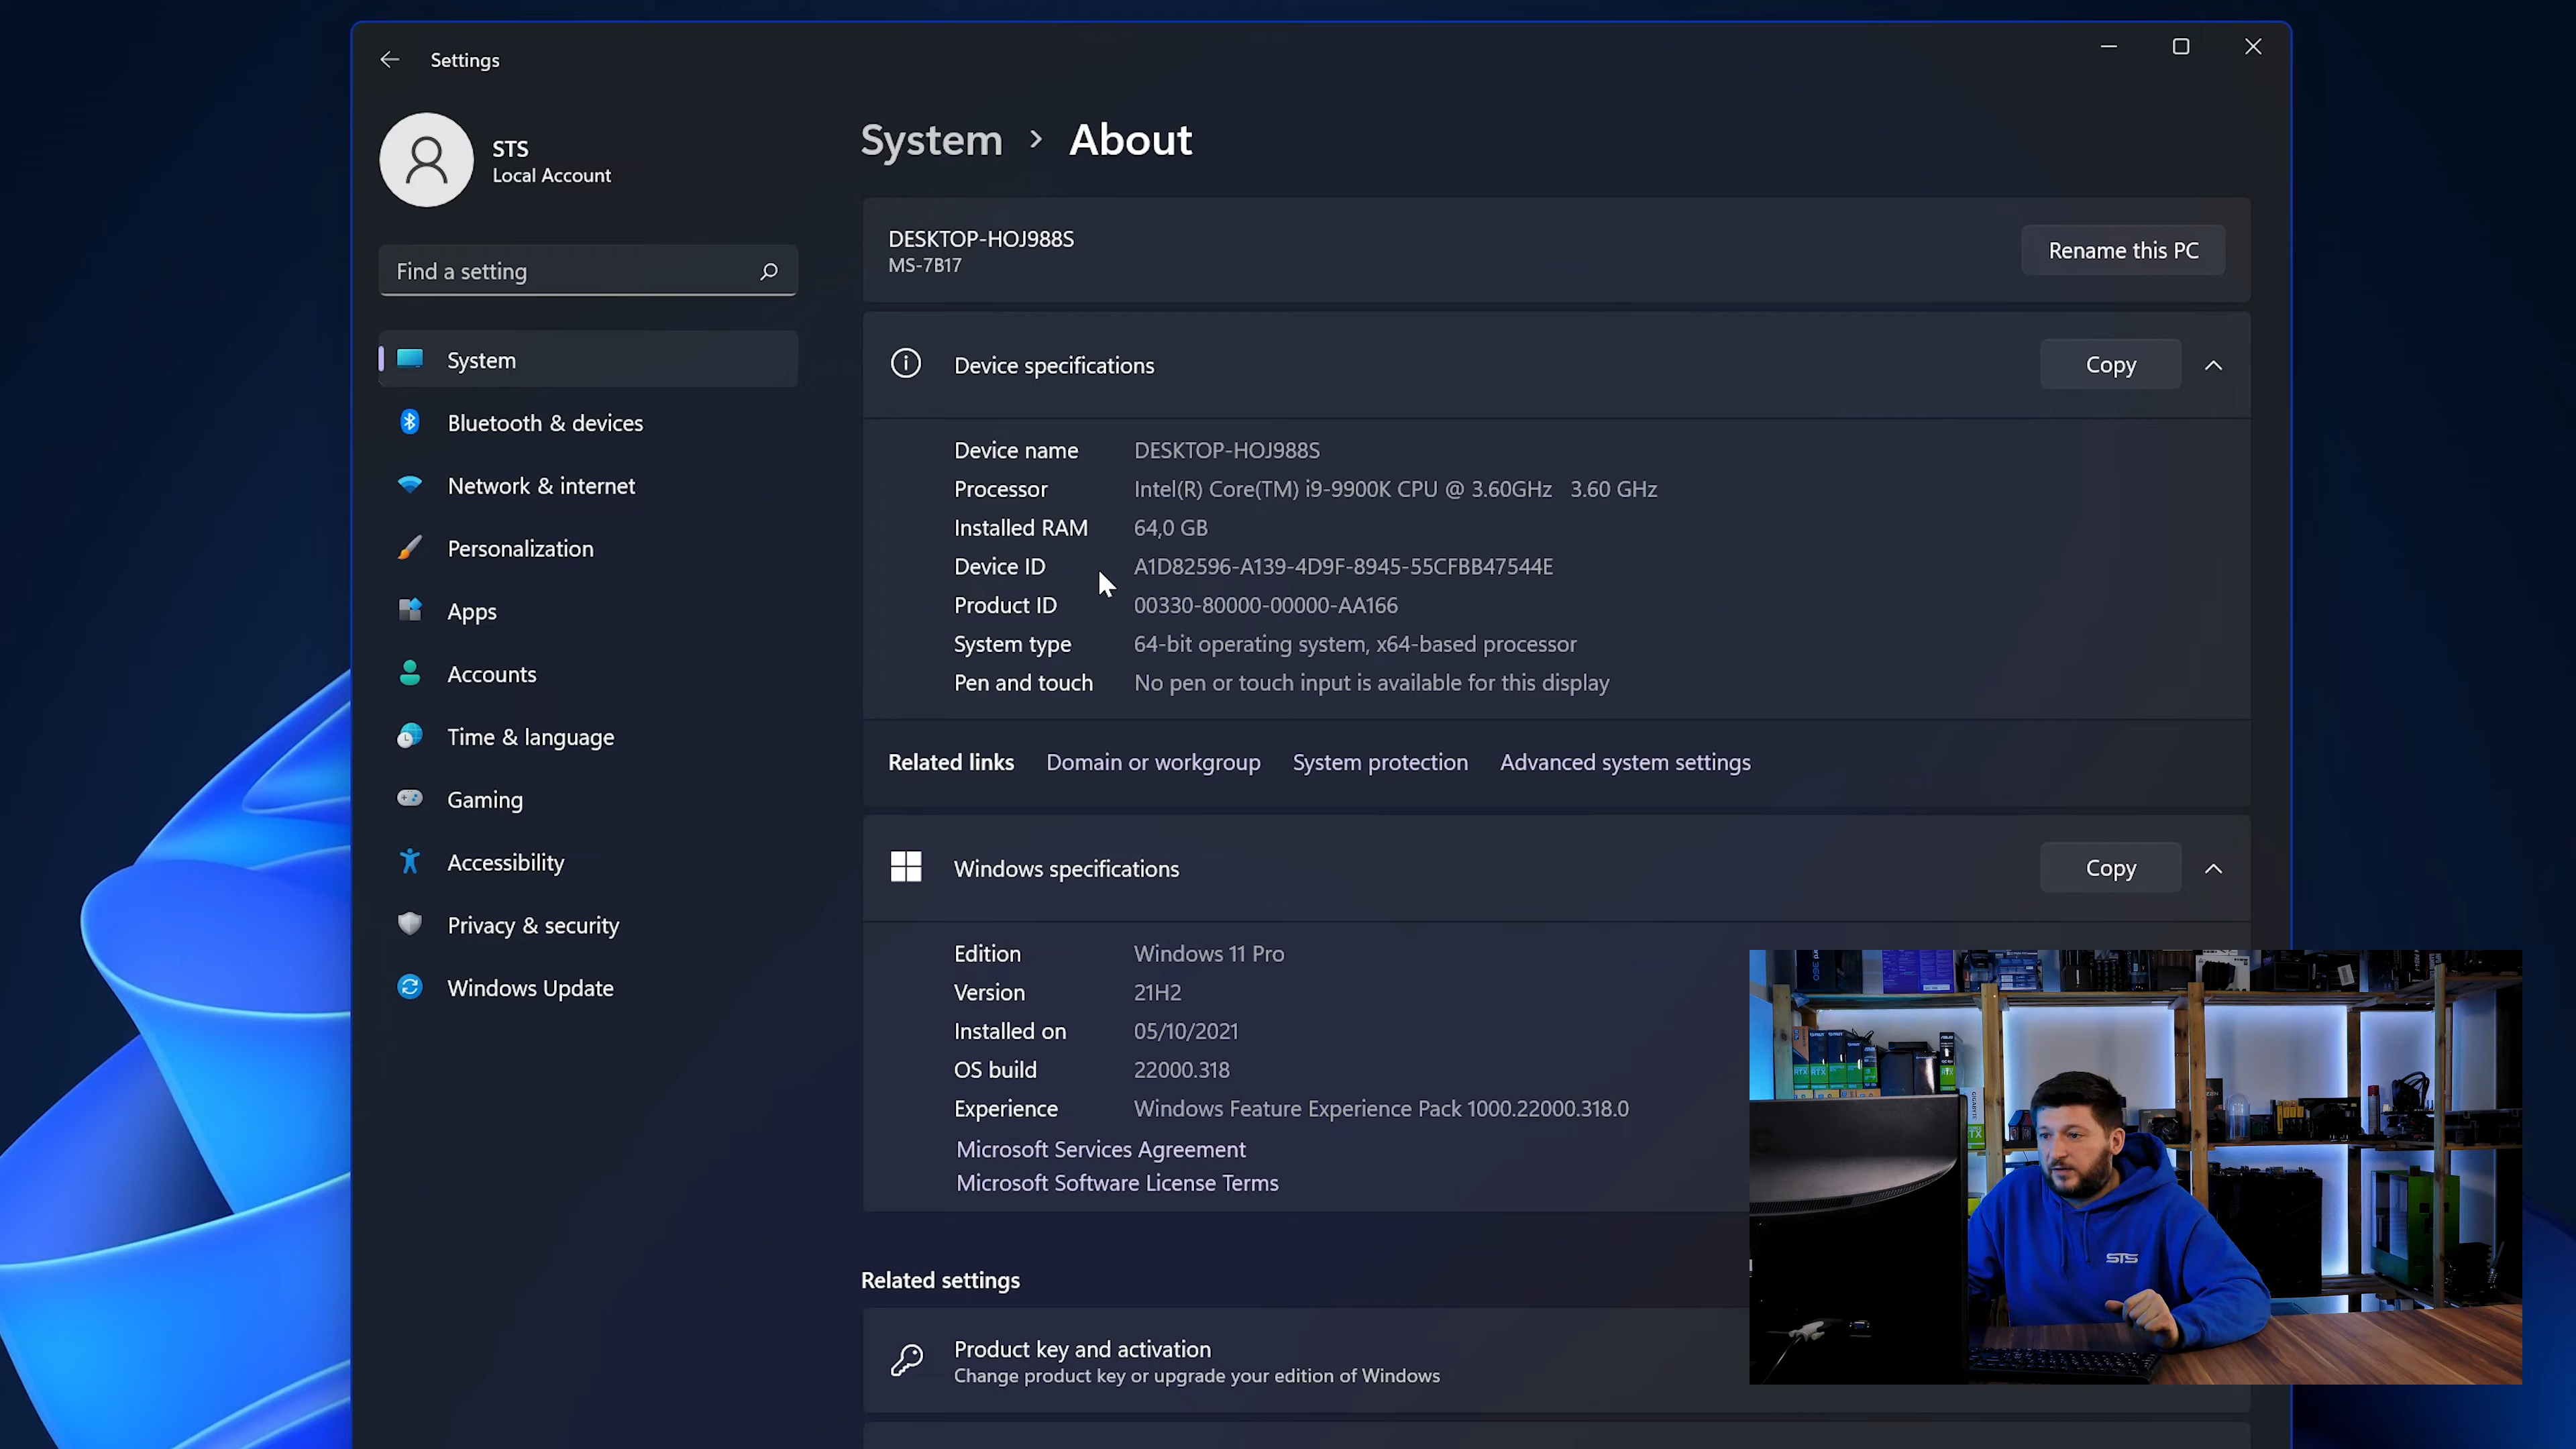 Settings
STS
Local Account
Find a setting
System
Bluetooth & devices
Network & internet
Personalization
Apps
Accounts
Time & language
Gaming
Accessibility
Privacy & security
Windows Update
System › About
DESKTOP-HOJ988S
MS-7B17
Rename this PC
Device specifications
Copy
Device name DESKTOP-HOJ988S
Processor Intel(R) Core(TM) i9-9900K CPU @ 3.60GHz 3.60 GHz
Installed RAM 64,0 GB
Device ID A1D82596-A139-4D9F-8945-55CFBB47544E
Product ID 00330-80000-00000-AA166
System type 64-bit operating system, x64-based processor
Pen and touch No pen or touch input is available for this display
Related links Domain or workgroup System protection Advanced system settings
Windows specifications
Copy
Edition Windows 11 Pro
Version 21H2
Installed on 05/10/2021
OS build 22000.318
Experience Windows Feature Experience Pack 1000.22000.318.0
Microsoft Services Agreement
Microsoft Software License Terms
Related settings
Product key and activation
Change product key or upgrade your edition of Windows
STS